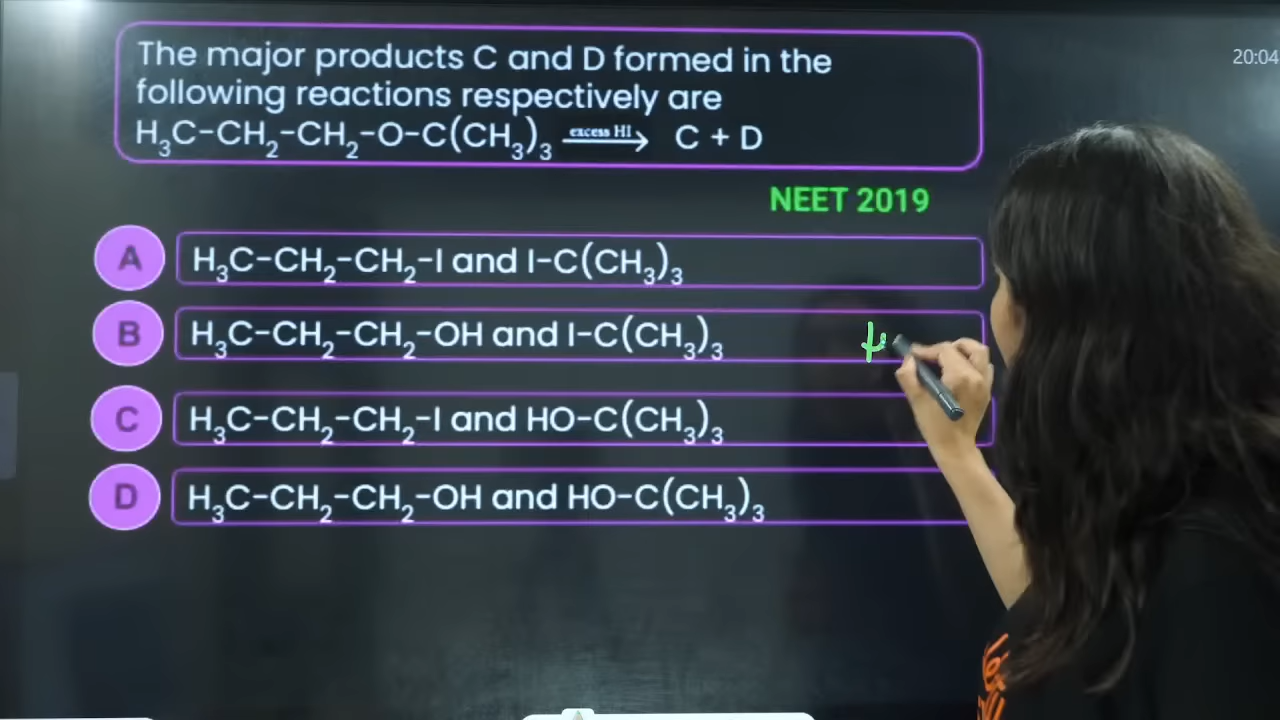 20:04
The major products C and D formed in the
following reactions respectively are
H₃C-CH₂-CH₂-O-C(CH₃)₃ excess HI → C + D
NEET 2019
A H₃C-CH₂-CH₂-I and I-C(CH₃)₃
B H₃C-CH₂-CH₂-OH and I-C(CH₃)₃
C H₃C-CH₂-CH₂-I and HO-C(CH₃)₃
D H₃C-CH₂-CH₂-OH and HO-C(CH₃)₃